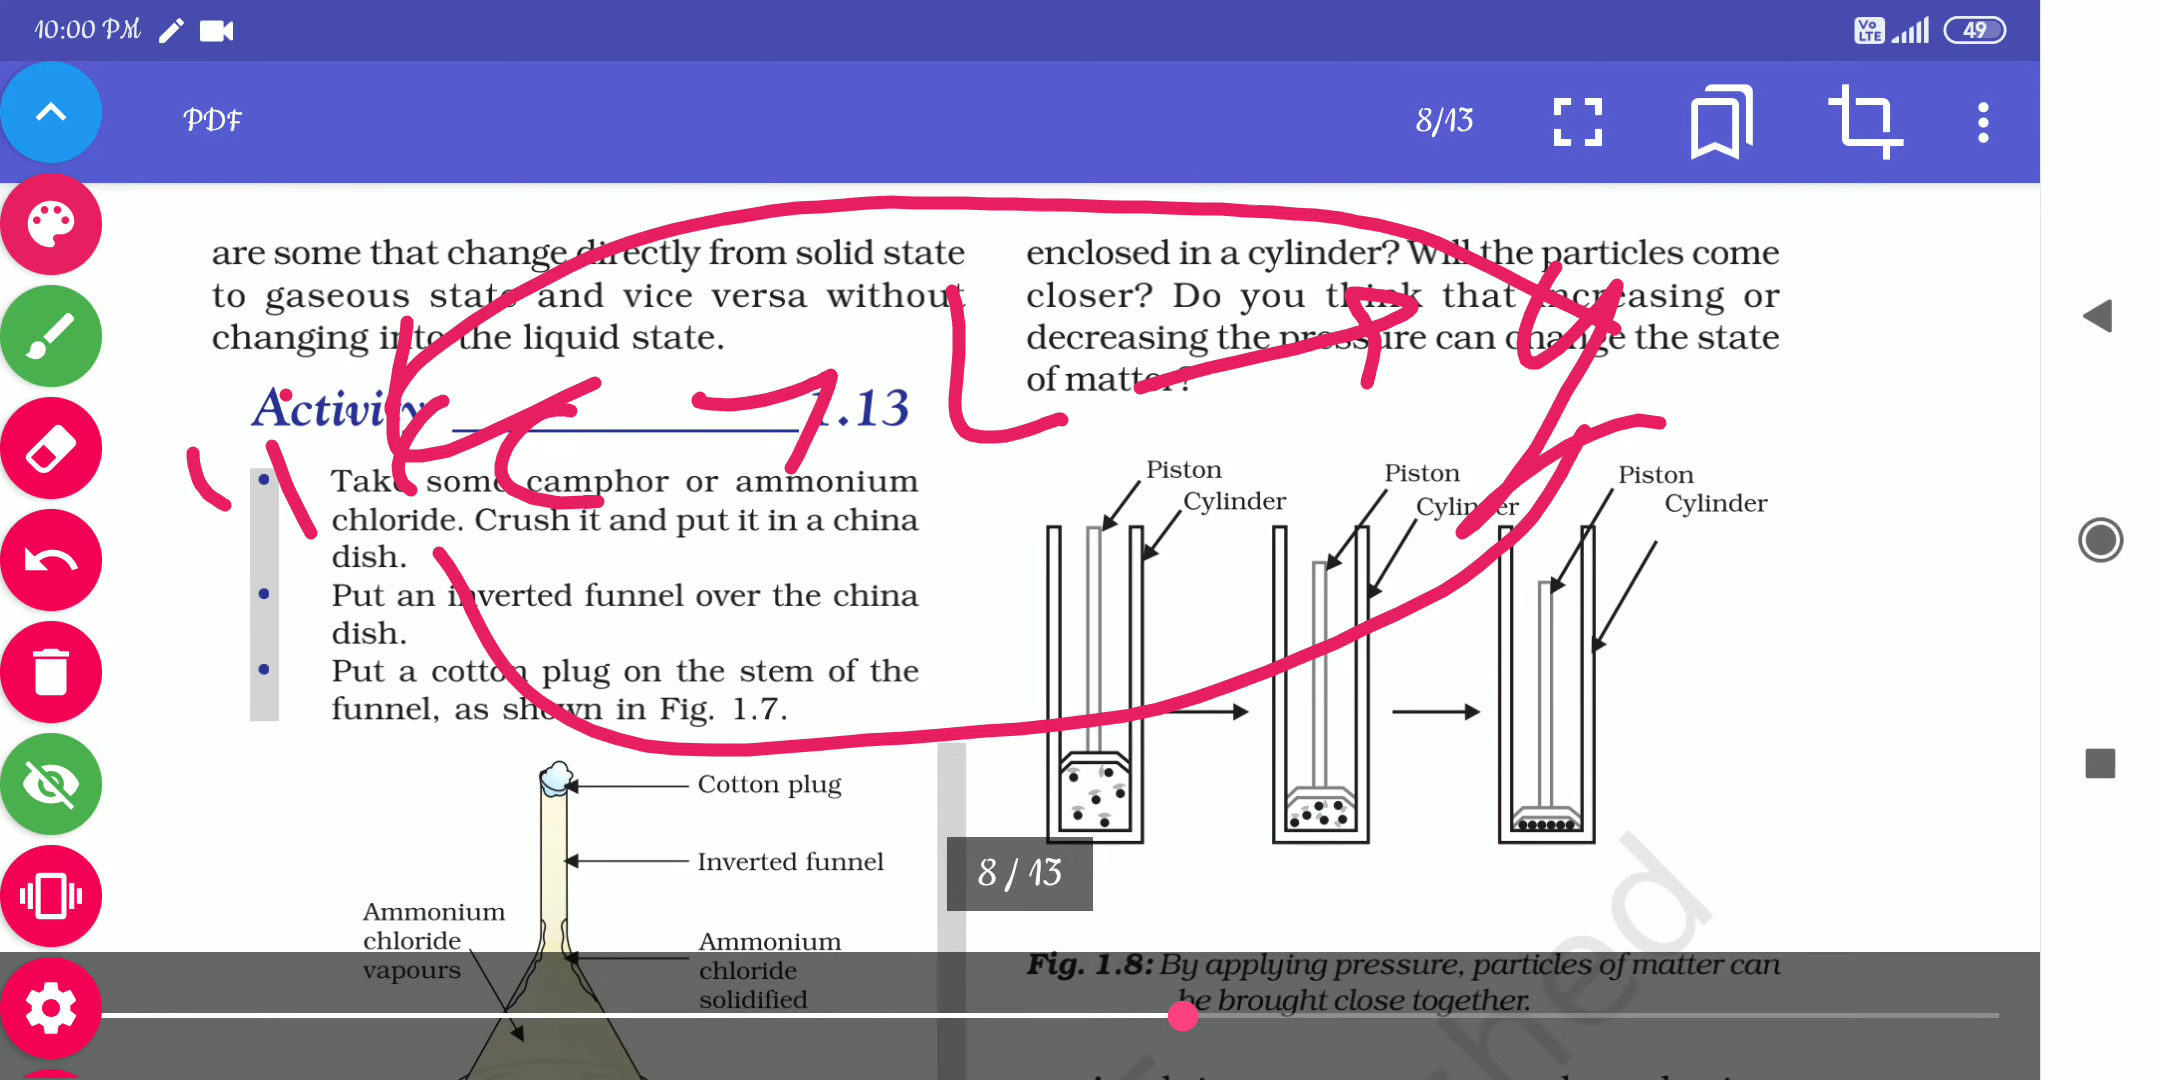 10:00 PM
Vo LTE
49
PDF
8/13
are some that change directly from solid state
to gaseous state and vice versa without
changing into the liquid state.
Activity 1.13
• Take some camphor or ammonium
chloride. Crush it and put it in a china
dish.
• Put an inverted funnel over the china
dish.
• Put a cotton plug on the stem of the
funnel, as shown in Fig. 1.7.
Cotton plug
Inverted funnel
Ammonium
chloride
vapours
Ammonium
chloride
solidified
enclosed in a cylinder? Will the particles come
closer? Do you think that increasing or
decreasing the pressure can change the state
of matter?
Piston
Cylinder
Piston
Cylinder
Piston
Cylinder
8 / 13
Fig. 1.8: By applying pressure, particles of matter can
be brought close together.